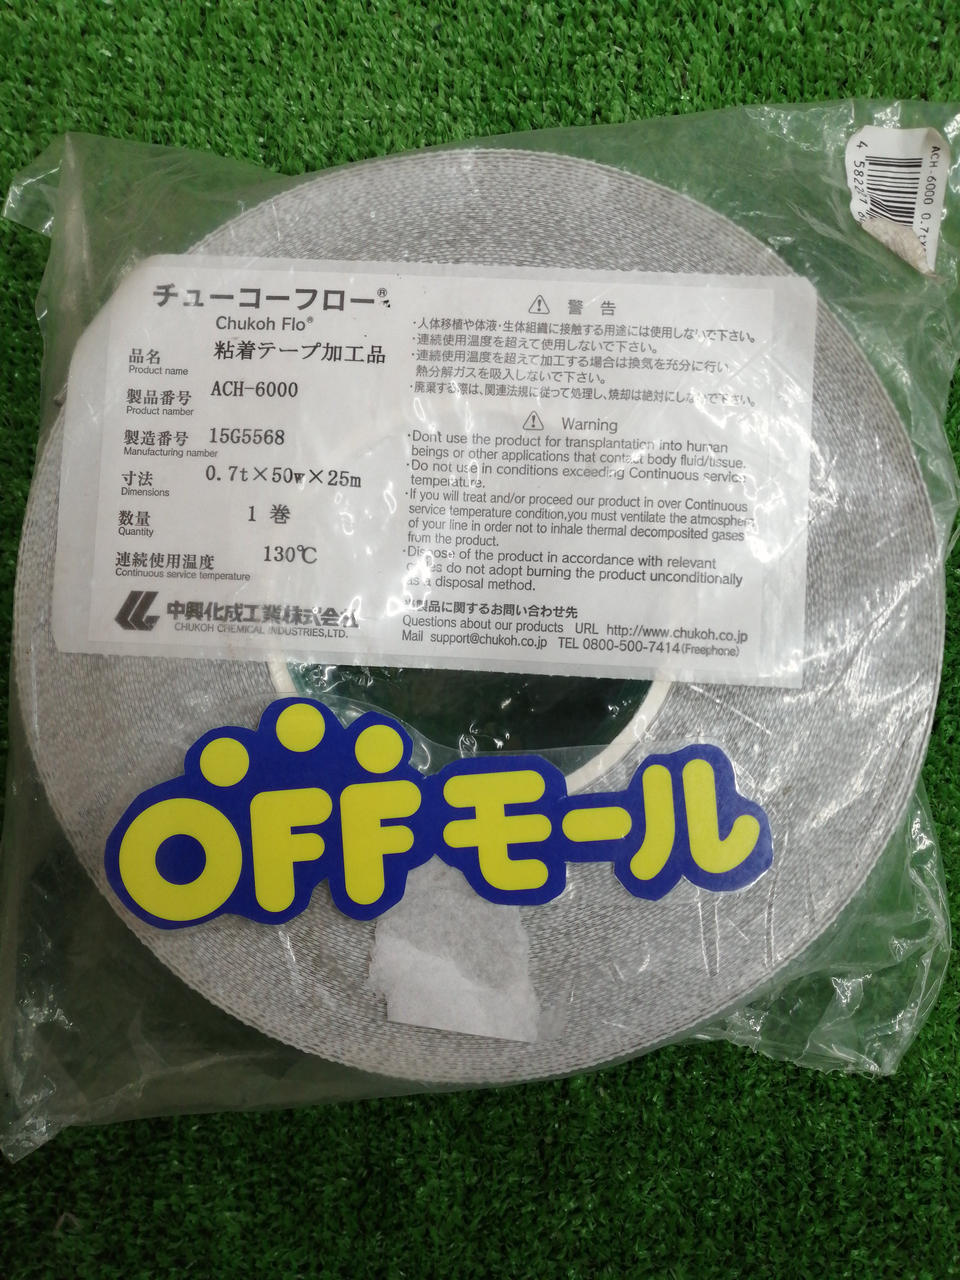 チューコーフロー®
Chukoh Flo®
品名 粘着テープ加工品
Product name
製品番号 ACH-6000
Product namber
製造番号 15G5568
Manufacturing namber
寸法 0.7t×50w×25m
Dimensions
数量 1 巻
Quantity
連続使用温度 130℃
Continuous service temperature
中興化成工業株式会社
CHUKOH CHEMICAL INDUSTRIES,LTD.
⚠ 警告
・人体移植や体液・生体組織に接触する用途には使用しないで下さい。
・連続使用温度を超えて使用しないで下さい。
・連続使用温度を超えて加工する場合は換気を充分に行い、
熱分解ガスを吸入しないで下さい。
・廃棄する際は、関連法規に従って処理し、焼却は絶対にしないで下さい。
⚠ Warning
・Don't use the product for transplantation into human
beings or other applications that contact body fluid/tissue.
・Do not use in conditions exceeding Continuous service
temperature.
・If you will treat and/or proceed our product in over Continuous
service temperature condition,you must ventilate the atmosphere
of your line in order not to inhale thermal decomposited gases
from the product.
・Dispose of the product in accordance with relevant
do not adopt burning the product unconditionally
as a disposal method.
当製品に関するお問い合わせ先
Questions about our products URL http://www.chukoh.co.jp
Mail support@chukoh.co.jp TEL 0800-500-7414(Freephone)
ACH-6000 0.7t×
4 58227
OFFモール